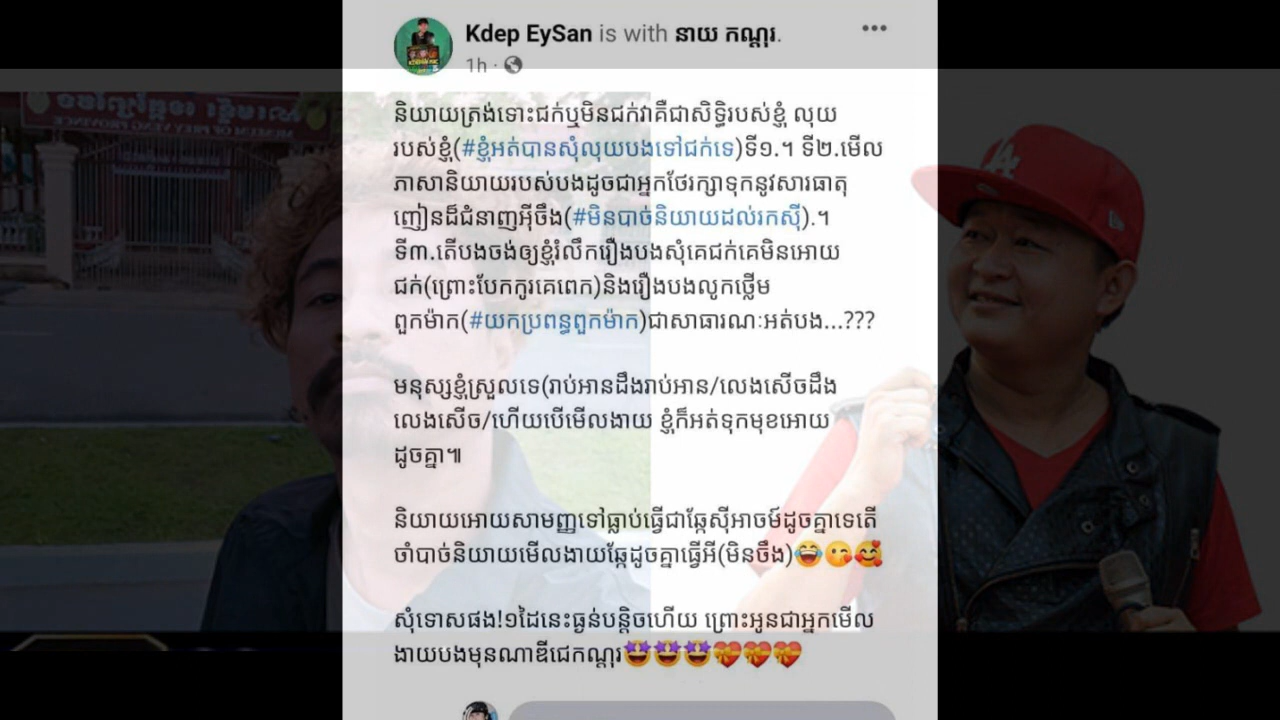 Kdep EySan is with នាយ កណ្ដុរ.
1h ·
និយាយត្រង់ទោះជក់ឬមិនជក់វាគឺជាសិទ្ធិរបស់ខ្ញុំ លុយ
របស់ខ្ញុំ(#ខ្ញុំអត់បានសុំលុយបងទៅជក់ទេ)ទី១.។ ទី២.មើល
ភាសានិយាយរបស់បងដូចជាអ្នកថែរក្សាទុកនូវសារធាតុ
ញៀនដ៏ជំនាញអ៊ីចឹង(#មិនបាច់និយាយដល់រកស៊ី).។
ទី៣.តើបងចង់ឲ្យខ្ញុំរំលឹករឿងបងសុំគេជក់គេមិនអោយ
ជក់(ព្រោះបែកកូរគេពេក)និងរឿងបងលូកថ្លើម
ពួកម៉ាក(#យកប្រពន្ធពួកម៉ាក)ជាសាធារណៈអត់បង...???
មនុស្សខ្ញុំស្រួលទេ(រាប់អានដឹងរាប់អាន/លេងសើចដឹង
លេងសើច/ហើយបើមើលងាយ ខ្ញុំក៏អត់ទុកមុខអោយ
ដូចគ្នា៕
និយាយអោយសាមញ្ញទៅធ្លាប់ធ្វើជាឆ្កែស៊ីអាចម៍ដូចគ្នាទេតើ
ចាំបាច់និយាយមើលងាយឆ្កែដូចគ្នាធ្វើអី(មិនចឹង)😂😘🥰
សុំទោសផង!១ដៃនេះធ្ងន់បន្តិចហើយ ព្រោះអូនជាអ្នកមើល
ងាយបងមុនណាឌីជេកណ្ដុរ🤩🤩🤩💝💝💝